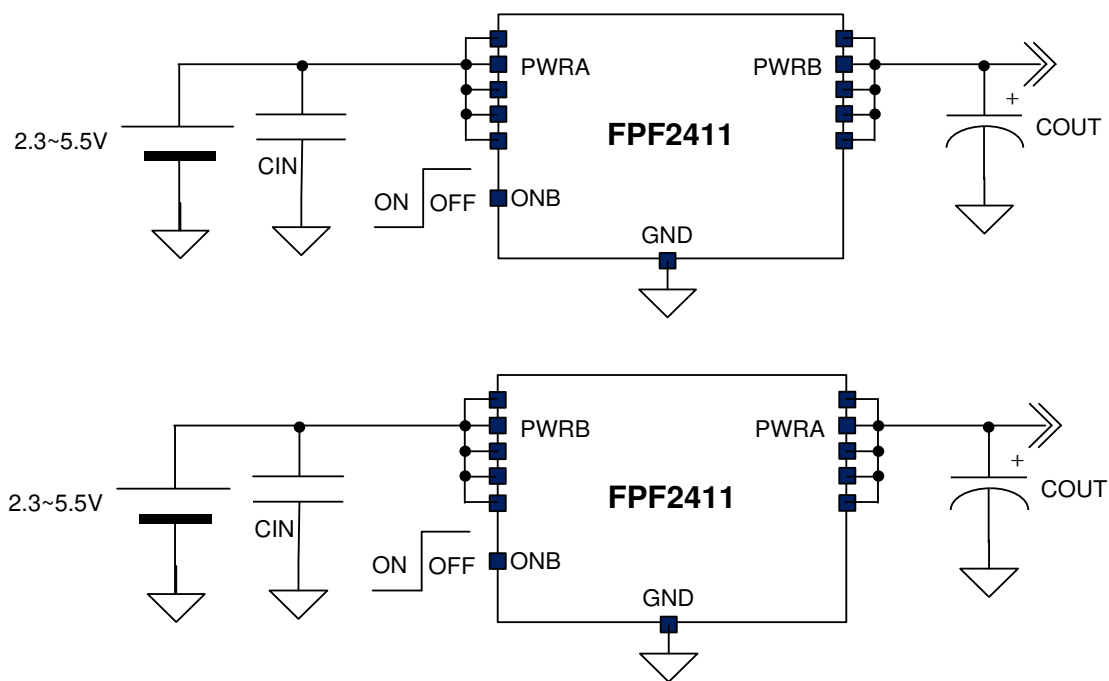 PWRA
PWRB
2.3~5.5V
CIN
FPF2411
+
COUT
ON
OFF
ONB
GND
PWRB
PWRA
2.3~5.5V
CIN
FPF2411
+
COUT
ON
OFF
ONB
GND